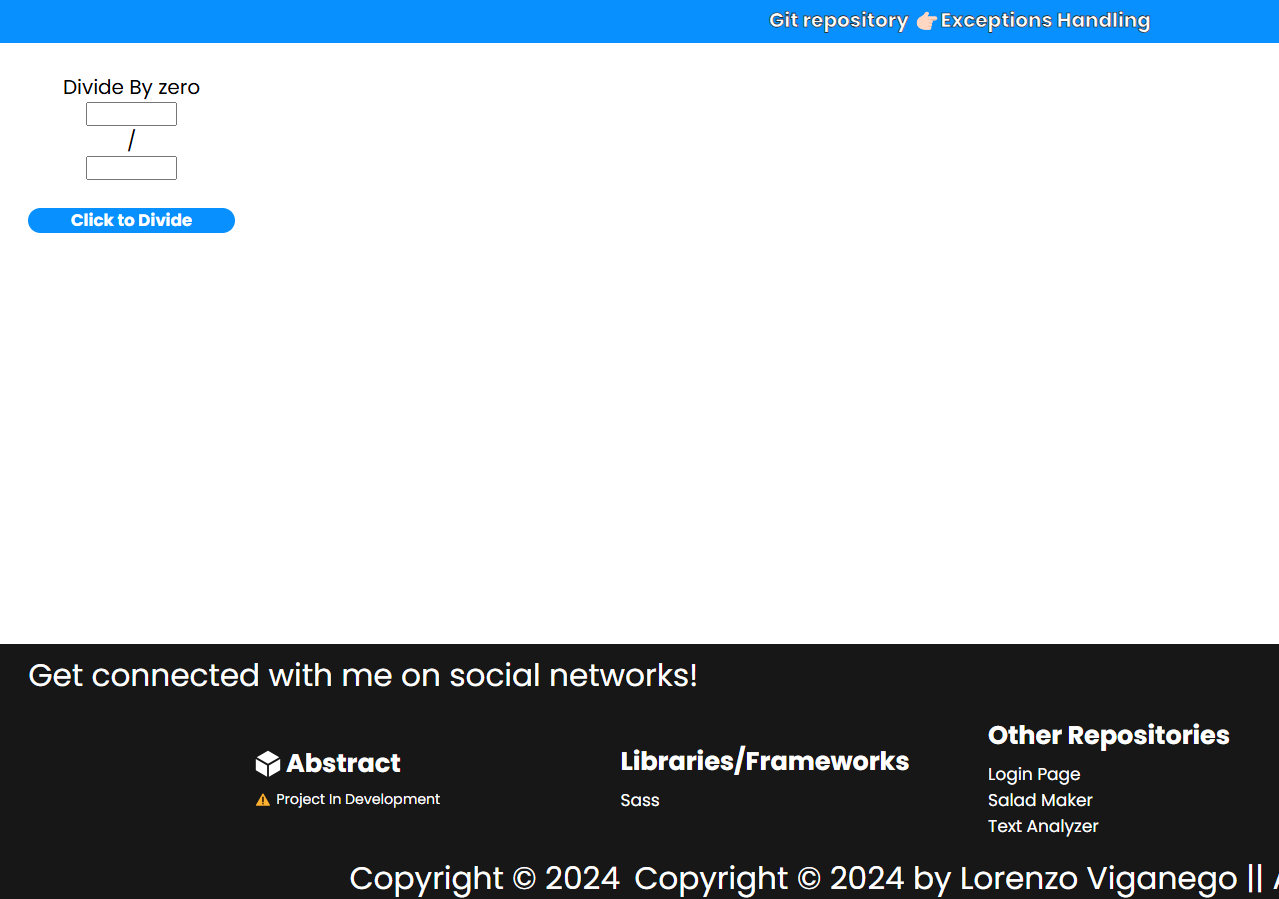 Git repository 👉🏻Exceptions Handling
Divide By zero
/
Click to Divide
Get connected with me on social networks!
Abstract
⚠ Project In Development
Libraries/Frameworks
Sass
Other Repositories
Login Page
Salad Maker
Text Analyzer
Copyright © 2024 Copyright © 2024 by Lorenzo Viganego ||